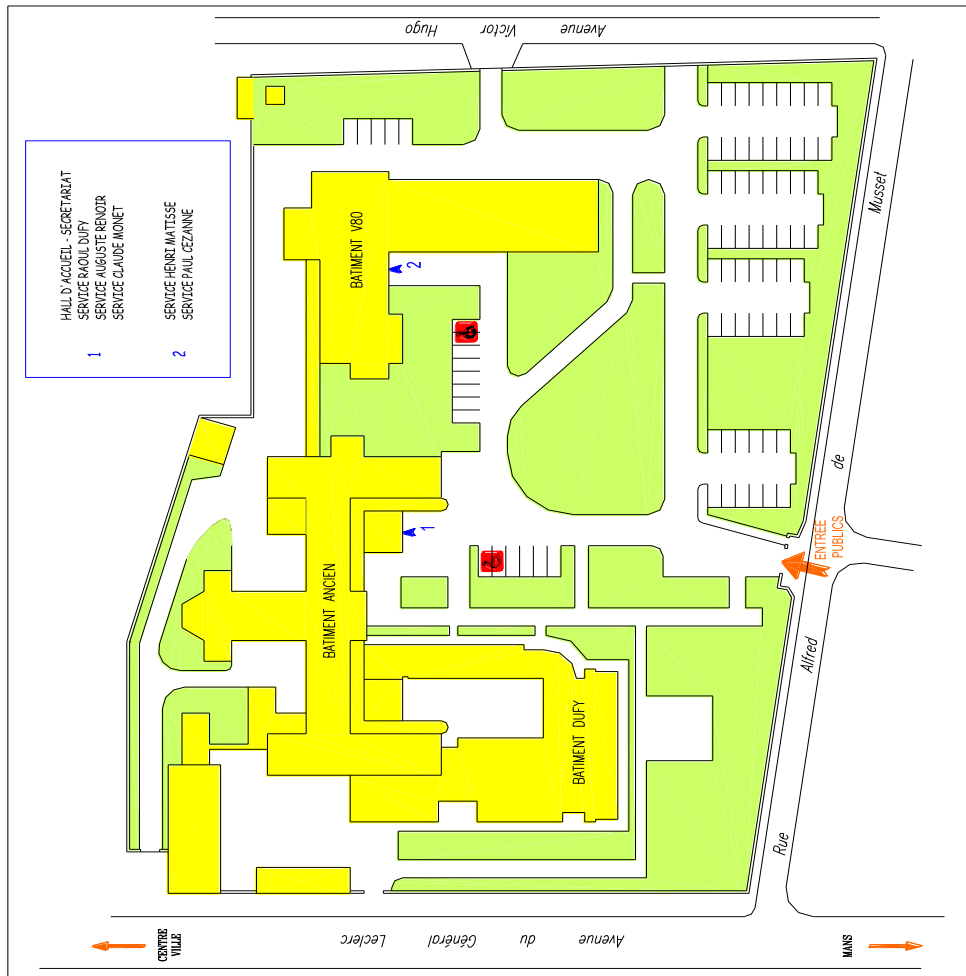 Avenue Victor Hugo
HALL D'ACCUEIL - SECRETARIAT
SERVICE RAOUL DUFY
1 SERVICE AUGUSTE RENOIR
SERVICE CLAUDE MONET
SERVICE HENRI MATISSE
2 SERVICE PAUL CEZANNE
BATIMENT V80
2
BATIMENT ANCIEN
1
BATIMENT DUFY
ENTREE
PUBLICS
Rue Alfred de Musset
Avenue du Général Leclerc
CENTRE
VILLE
MANS